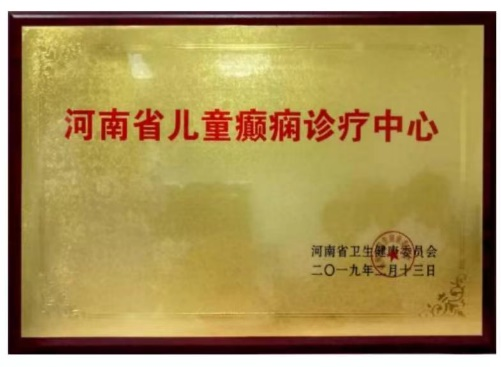 河南省儿童癫痫诊疗中心
河南省卫生健康委员会
二〇一九年二月十三日